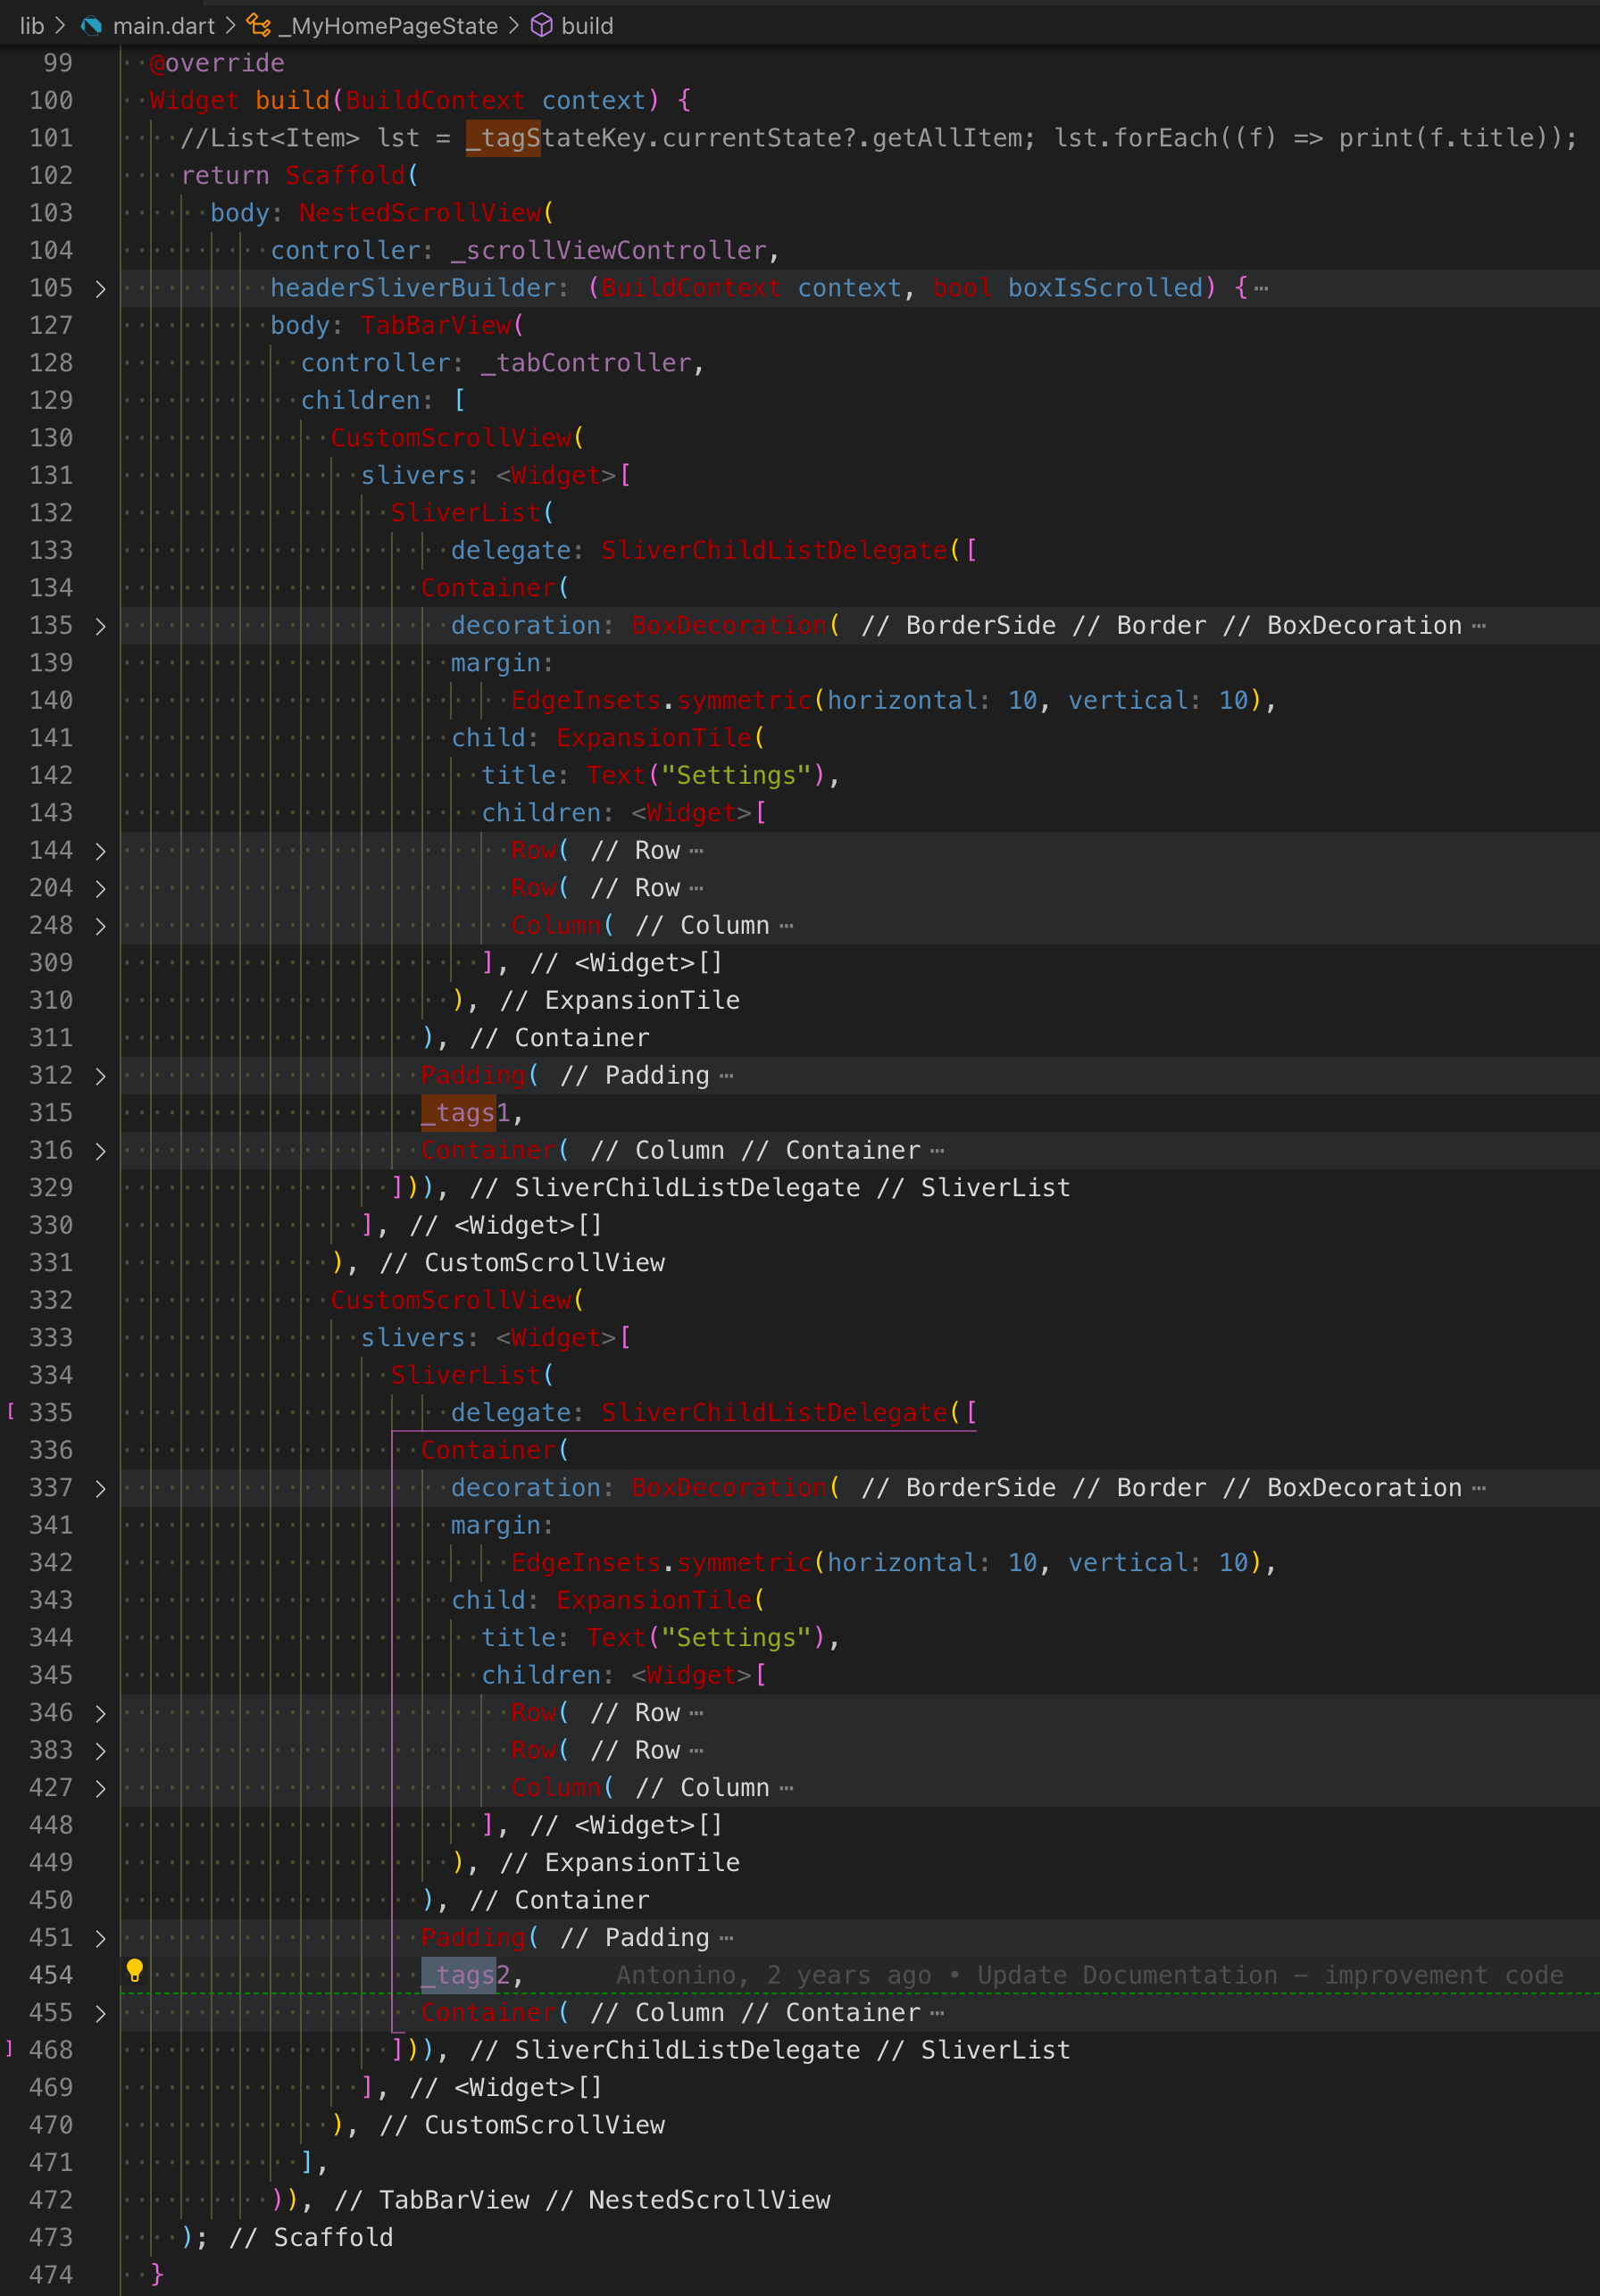 lib > main.dart > _MyHomePageState > build
99 @override
100 Widget build(BuildContext context) {
101 //List<Item> lst = _tagStateKey.currentState?.getAllItem; lst.forEach((f) => print(f.title));
102 return Scaffold(
103 body: NestedScrollView(
104 controller: _scrollViewController,
105 > headerSliverBuilder: (BuildContext context, bool boxIsScrolled) {⋯
127 body: TabBarView(
128 controller: _tabController,
129 children: [
130 CustomScrollView(
131 slivers: <Widget>[
132 SliverList(
133 delegate: SliverChildListDelegate([
134 Container(
135 > decoration: BoxDecoration( // BorderSide // Border // BoxDecoration ⋯
139 margin:
140 EdgeInsets.symmetric(horizontal: 10, vertical: 10),
141 child: ExpansionTile(
142 title: Text("Settings"),
143 children: <Widget>[
144 > Row( // Row ⋯
204 > Row( // Row ⋯
248 > Column( // Column ⋯
309 ], // <Widget>[]
310 ), // ExpansionTile
311 ), // Container
312 > Padding( // Padding ⋯
315 _tags1,
316 > Container( // Column // Container ⋯
329 ])), // SliverChildListDelegate // SliverList
330 ], // <Widget>[]
331 ), // CustomScrollView
332 CustomScrollView(
333 slivers: <Widget>[
334 SliverList(
[ 335 delegate: SliverChildListDelegate([
336 Container(
337 > decoration: BoxDecoration( // BorderSide // Border // BoxDecoration ⋯
341 margin:
342 EdgeInsets.symmetric(horizontal: 10, vertical: 10),
343 child: ExpansionTile(
344 title: Text("Settings"),
345 children: <Widget>[
346 > Row( // Row ⋯
383 > Row( // Row ⋯
427 > Column( // Column ⋯
448 ], // <Widget>[]
449 ), // ExpansionTile
450 ), // Container
451 > Padding( // Padding ⋯
454 _tags2, Antonino, 2 years ago • Update Documentation – improvement code
455 > Container( // Column // Container ⋯
] 468 ])), // SliverChildListDelegate // SliverList
469 ], // <Widget>[]
470 ), // CustomScrollView
471 ],
472 )), // TabBarView // NestedScrollView
473 ); // Scaffold
474 }